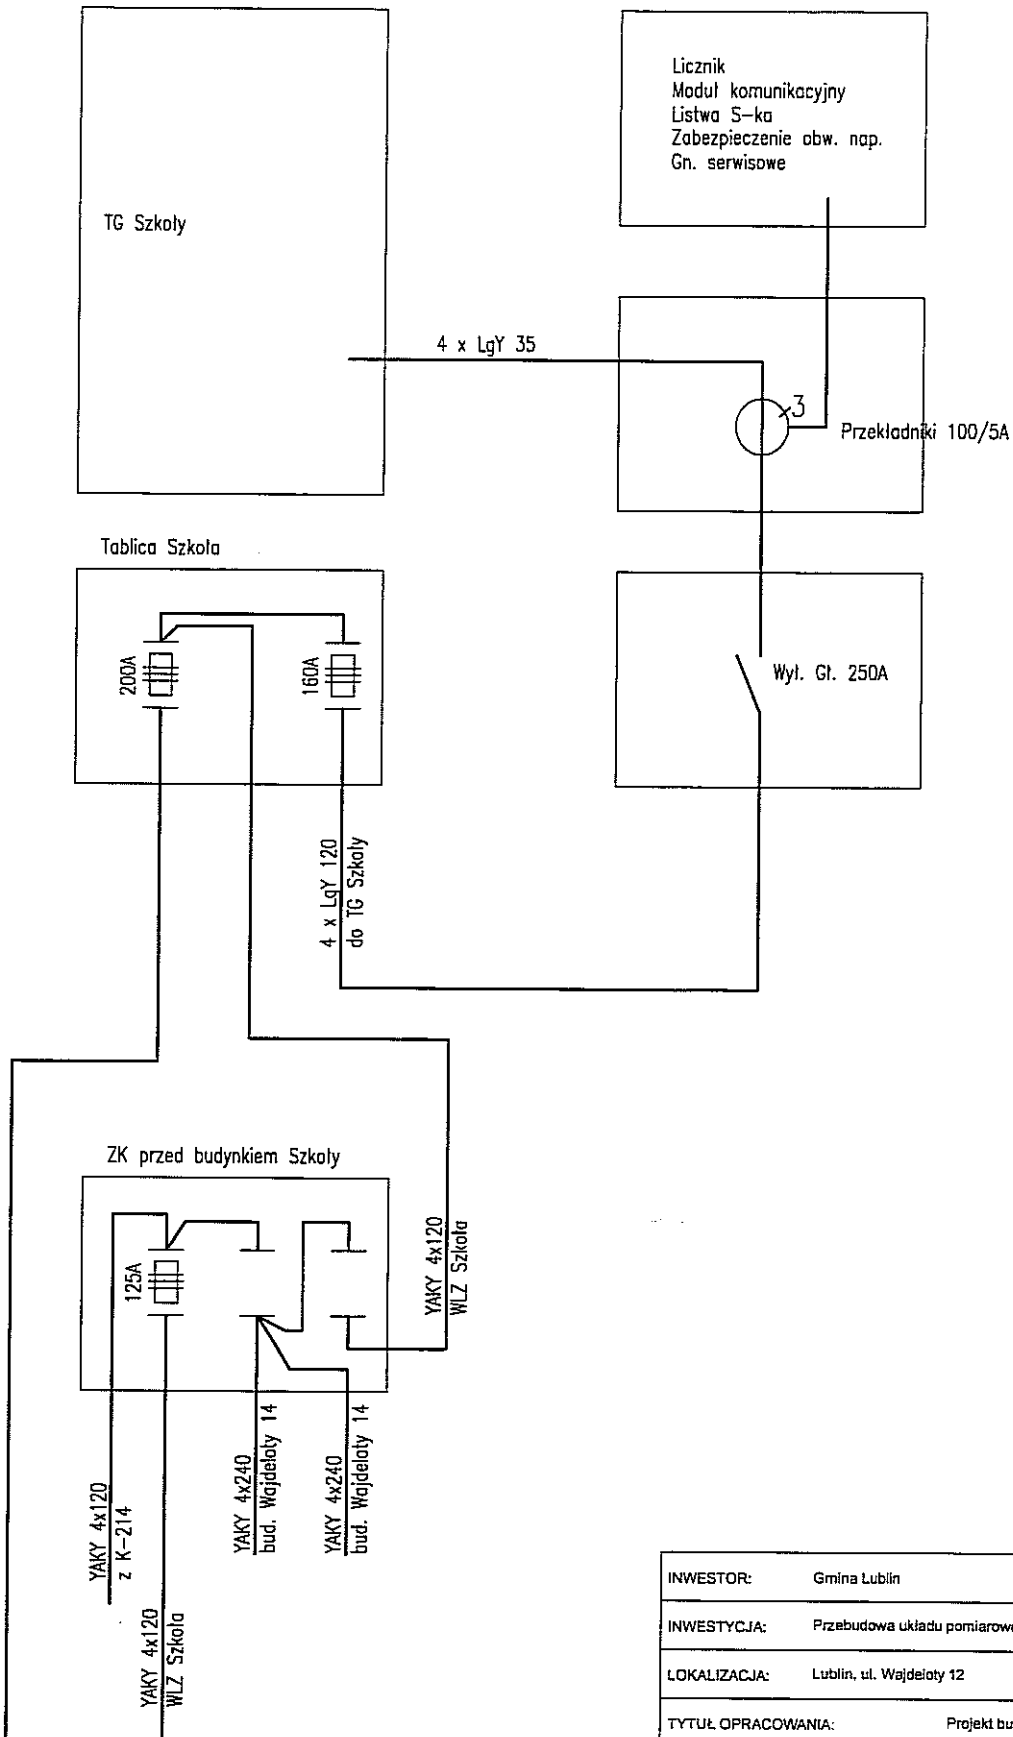 Licznik
Moduł komunikacyjny
Listwa S-ka
Zabezpieczenie obw. nap.
Gn. serwisowe
TG Szkoły
4 x LgY 35
3
Przekładniki 100/5A
Tablica Szkoła
200A
160A
Wył. Gł. 250A
4 x LgY 120
do TG Szkoły
ZK przed budynkiem Szkoły
125A
YAKY 4x120
WLZ Szkoła
YAKY 4x120
z K-214
YAKY 4x240
bud. Wajdeloty 14
YAKY 4x240
bud. Wajdeloty 14
YAKY 4x120
WLZ Szkoła
INWESTOR: Gmina Lublin
INWESTYCJA: Przebudowa układu pomiarowe
LOKALIZACJA: Lublin, ul. Wajdeloty 12
TYTUŁ OPRACOWANIA: Projekt bu